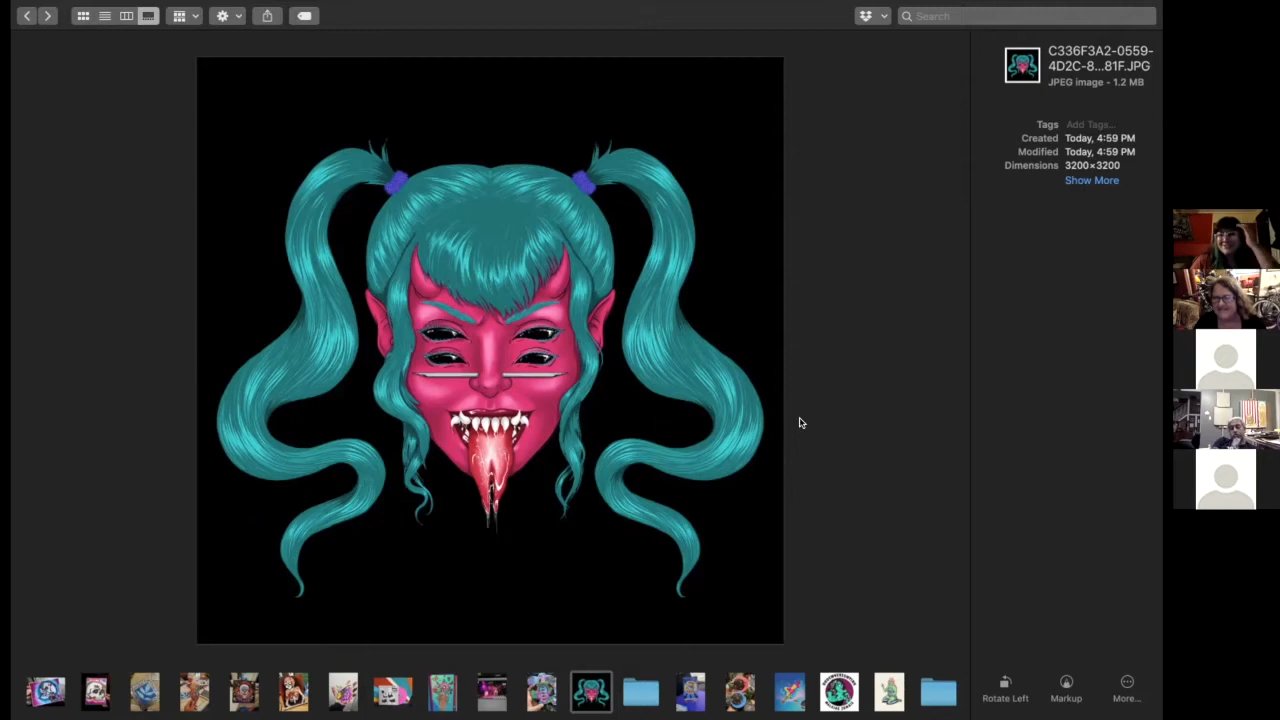 Search
C336F3A2-0559-
4D2C-8...81F.JPG
JPEG image - 1.2 MB
Tags Add Tags...
Created Today, 4:59 PM
Modified Today, 4:59 PM
Dimensions 3200×3200
Show More
Rotate Left Markup More...